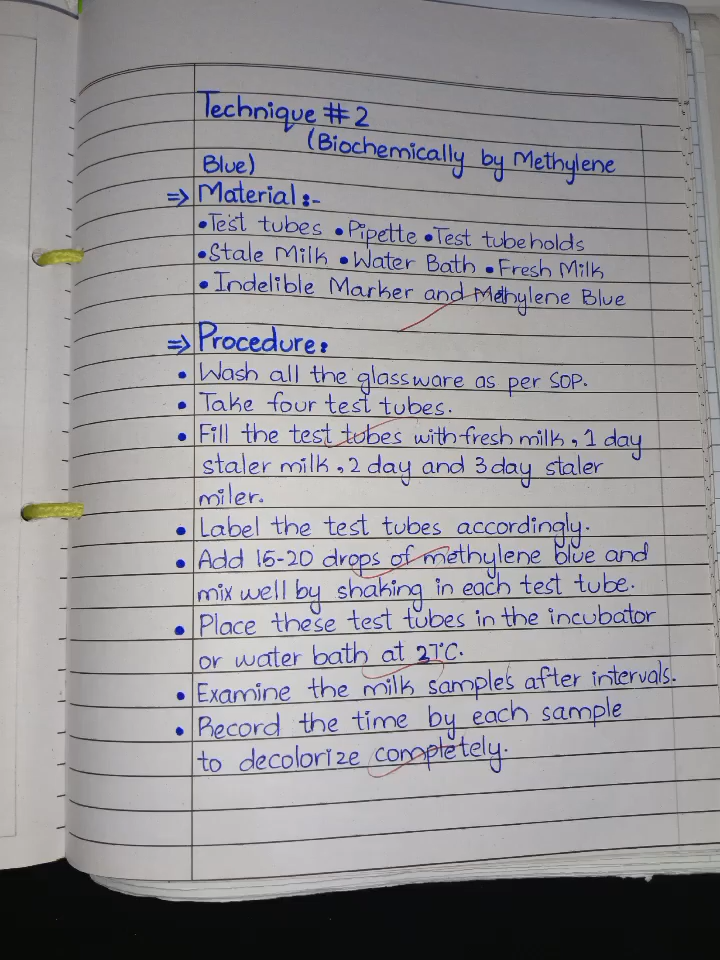 Technique # 2
(Biochemically by Methylene
Blue)
⇒ Material :-
•Test tubes •Pipette •Test tubeholds
•Stale Milk •Water Bath •Fresh Milk
• Indelible Marker and Methylene Blue
⇒ Procedure:
• Wash all the glassware as per SOP.
• Take four test tubes.
• Fill the test tubes with fresh milk, 1 day
staler milk, 2 day and 3 day staler
miler.
• Label the test tubes accordingly.
• Add 15-20 drops of methylene blue and
mix well by shaking in each test tube.
• Place these test tubes in the incubator
or water bath at
• Examine the milk samples after intervals.
• Record the time by each sample
to decolorize completely.